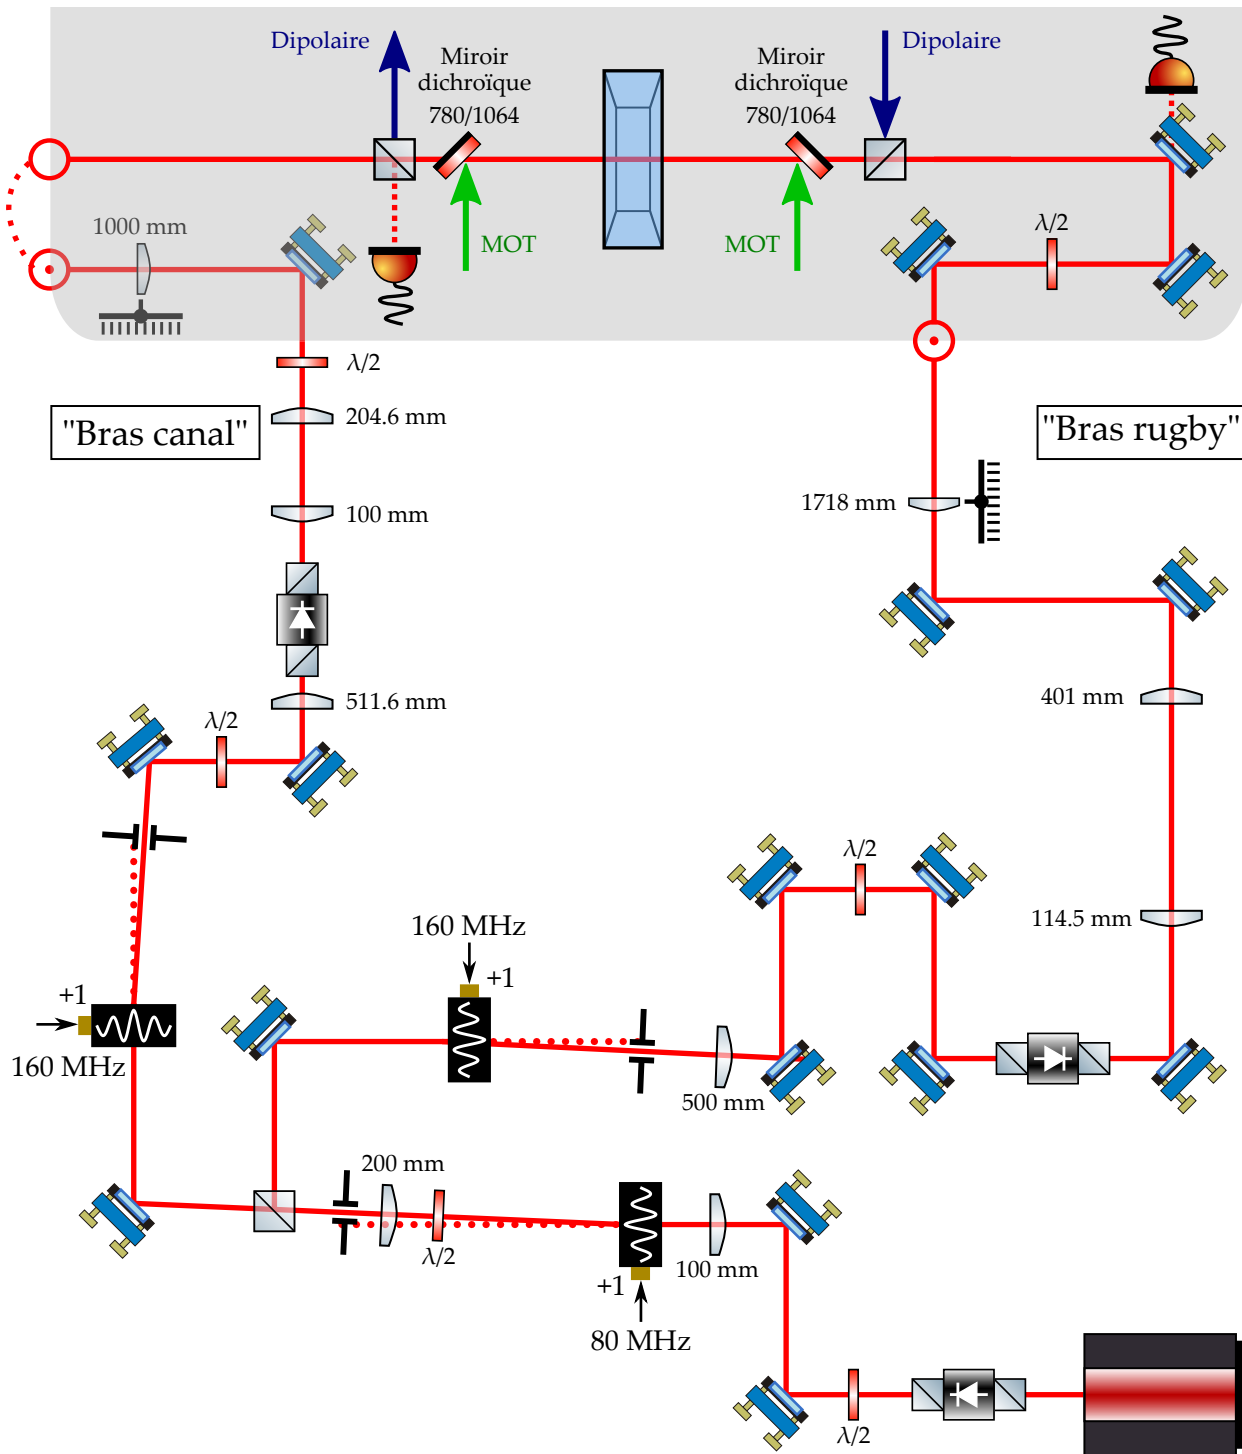 Dipolaire
Miroir
dichroïque
780/1064
Miroir
dichroïque
780/1064
Dipolaire
MOT
MOT
1000 mm
λ/2
λ/2
204.6 mm
"Bras canal"
"Bras rugby"
100 mm
1718 mm
511.6 mm
401 mm
λ/2
λ/2
114.5 mm
160 MHz
+1
+1
160 MHz
500 mm
200 mm
λ/2
100 mm
+1
80 MHz
λ/2